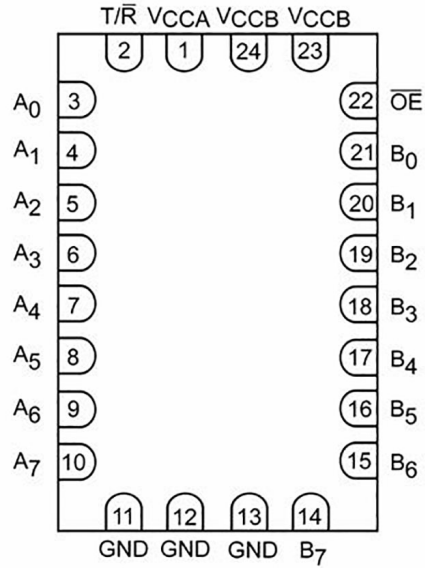 T/R̅ VCCA VCCB VCCB
2 1 24 23
A0 3 22 O̅E̅
A1 4 21 B0
A2 5 20 B1
A3 6 19 B2
A4 7 18 B3
A5 8 17 B4
A6 9 16 B5
A7 10 15 B6
11 12 13 14
GND GND GND B7